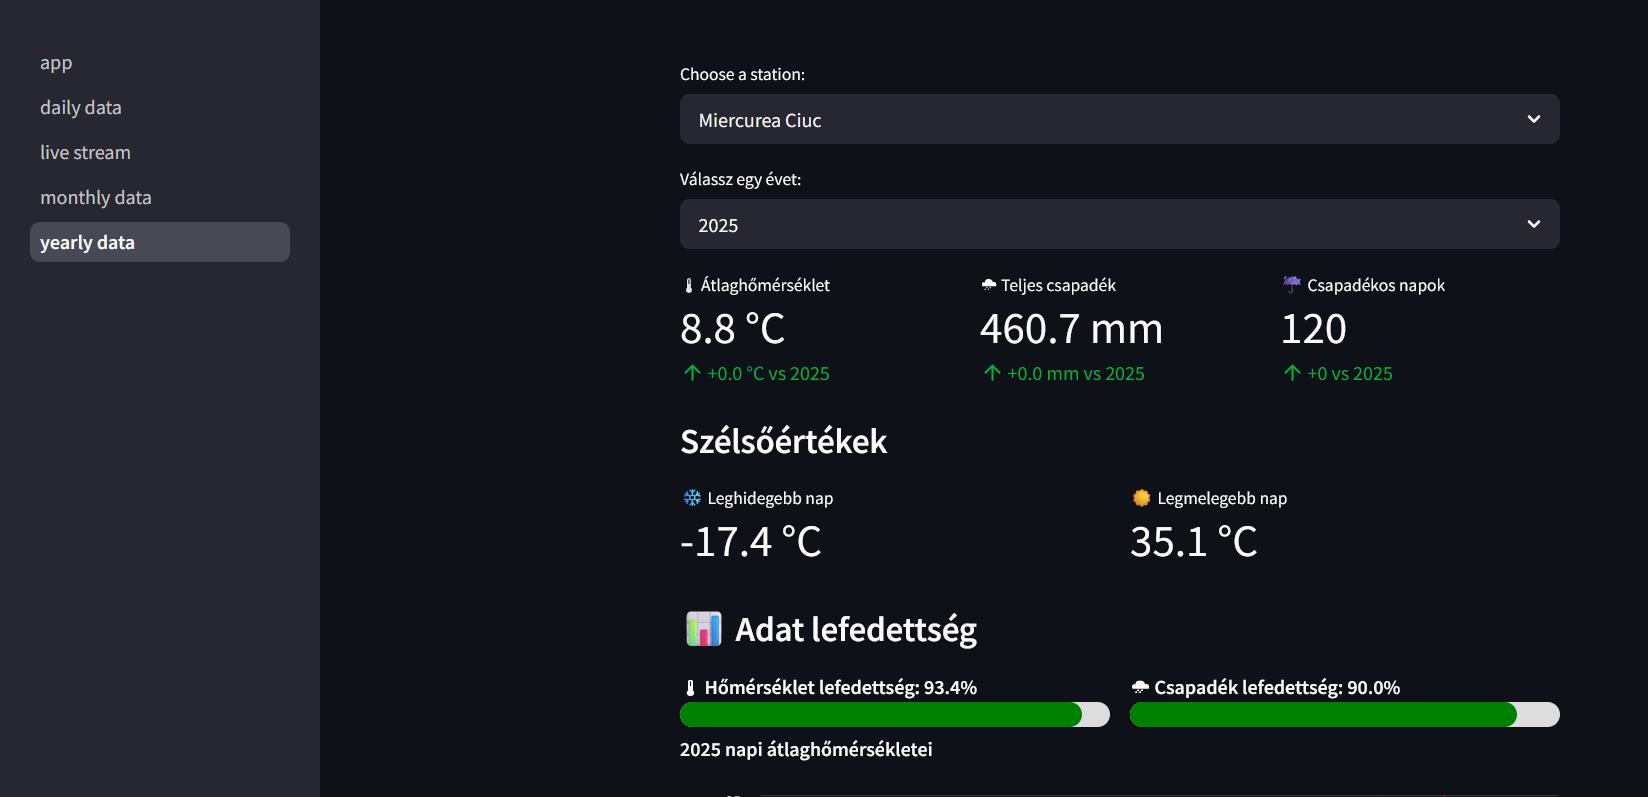 app
daily data
live stream
monthly data
yearly data
Choose a station:
Miercurea Ciuc
Válassz egy évet:
2025
Átlaghőmérséklet
8.8 °C
+0.0 °C vs 2025
Teljes csapadék
460.7 mm
+0.0 mm vs 2025
Csapadékos napok
120
+0 vs 2025
Szélsőértékek
Leghidegebb nap
-17.4 °C
Legmelegebb nap
35.1 °C
Adat lefedettség
Hőmérséklet lefedettség: 93.4%
Csapadék lefedettség: 90.0%
2025 napi átlaghőmérsékletei